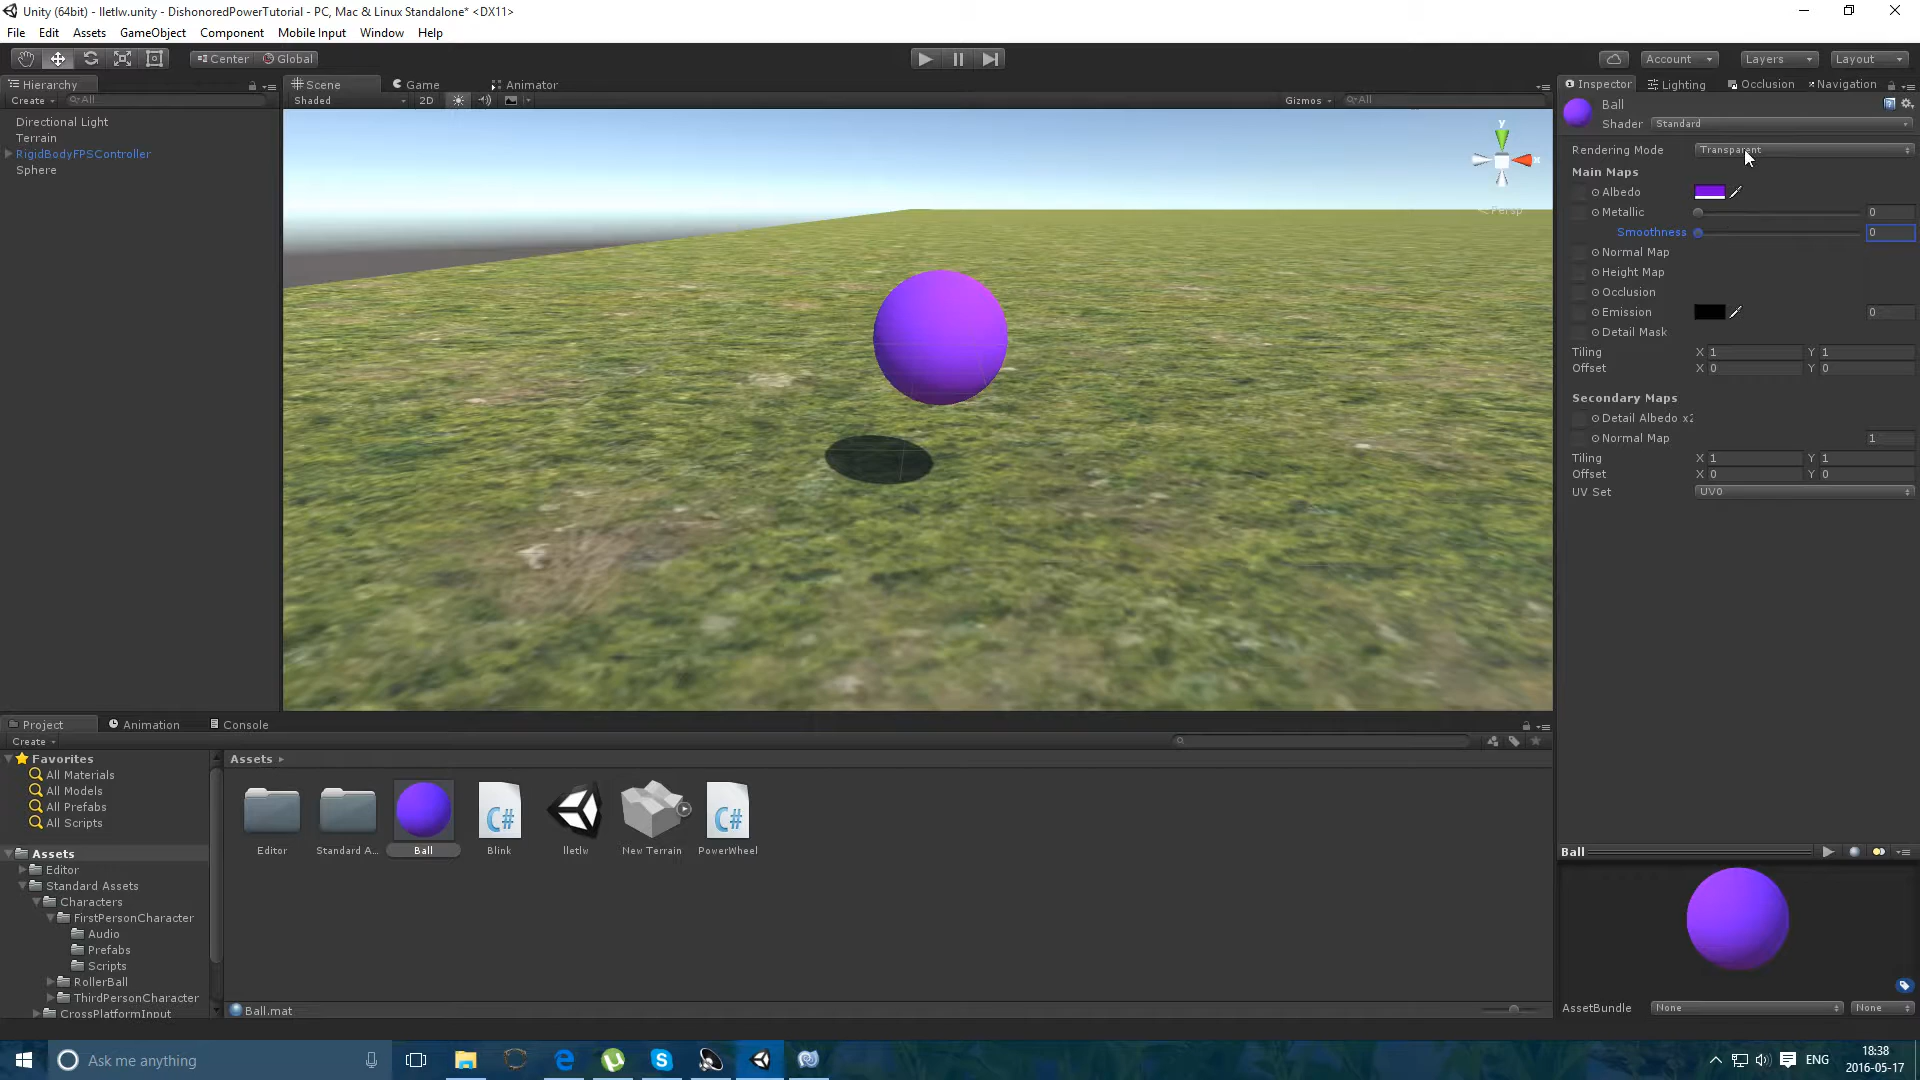 Unity (64bit) - lletlw.unity - DishonoredPowerTutorial - PC, Mac & Linux Standalone* <DX11>
File Edit Assets GameObject Component Mobile Input Window Help
Center Global Account Layers Layout
Hierarchy
Create All
Directional Light
Terrain
RigidBodyFPSController
Sphere
Scene Game Animator
Shaded 2D Gizmos All
y
x
Persp
Inspector Lighting Occlusion Navigation
Ball
Shader Standard
Rendering Mode Transparent
Main Maps
Albedo
Metallic 0
Smoothness 0
Normal Map
Height Map
Occlusion
Emission 0
Detail Mask
Tiling X 1 Y 1
Offset X 0 Y 0
Secondary Maps
Detail Albedo x2
Normal Map 1
Tiling X 1 Y 1
Offset X 0 Y 0
UV Set UV0
Project Animation Console
Create
Favorites
All Materials
All Models
All Prefabs
All Scripts
Assets
Editor
Standard Assets
Characters
FirstPersonCharacter
Audio
Prefabs
Scripts
RollerBall
ThirdPersonCharacter
CrossPlatformInput
Assets
C# C#
Editor Standard A... Ball Blink lletlw New Terrain PowerWheel
Ball.mat
Ball
AssetBundle None None
Ask me anything
ENG
18:38
2016-05-17